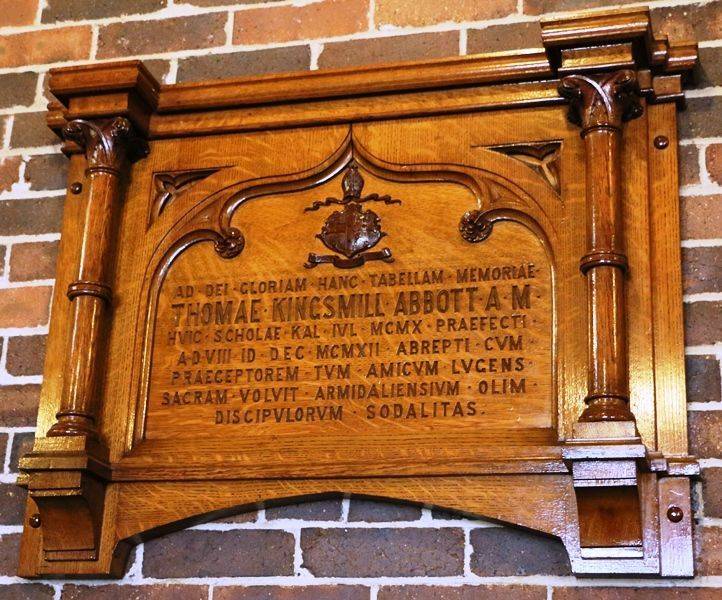 AD · DEI · GLORIAM · HANC · TABELLAM · MEMORIAE ·
THOMAE · KINGSMILL · ABBOTT · A · M ·
HVIC · SCHOLAE · KAL · IVL · MCMX · PRAEFECTI ·
A · D · VIII · ID · DEC · MCMXII · ABREPTI · CVM ·
PRAECEPTOREM · TVM · AMICVM · LVGENS ·
SACRAM · VOLVIT · ARMIDALIENSIVM · OLIM ·
DISCIPVLORVM · SODALITAS.